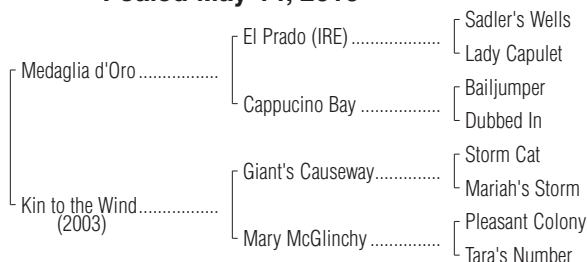 Foaled May
Sadler's Wells
El Prado (IRE) ....................
Lady Capulet
Medaglia d'Oro .................
Bailjumper
Cappucino Bay .................
Dubbed In
Storm Cat
Giant's Causeway..............
Mariah's Storm
Kin to the Wind.................
(2003)
Pleasant Colony
Mary McGlinchy ...............
Tara's Number